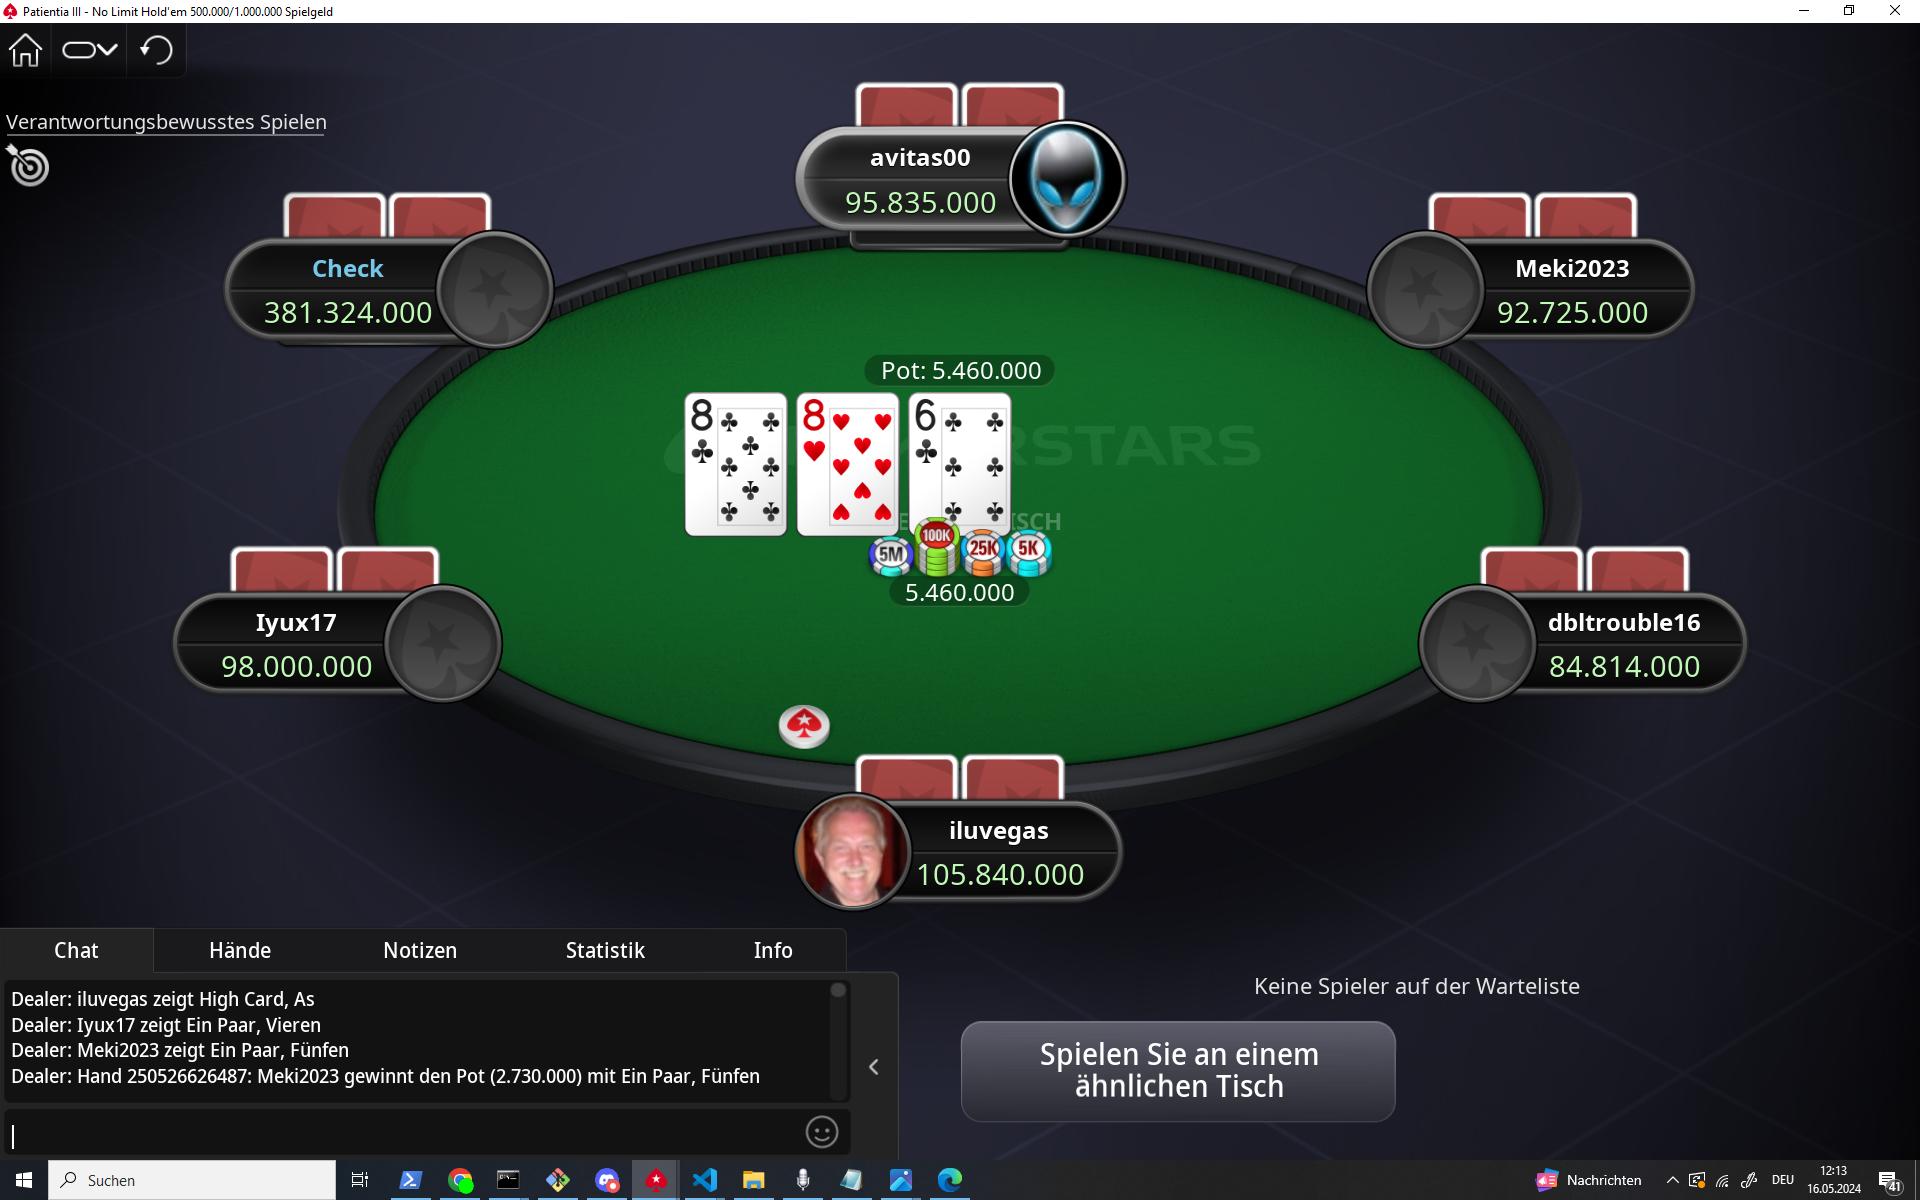 Patientia III - No Limit Hold'em 500.000/1.000.000 Spielgeld
Verantwortungsbewusstes Spielen
avitas00
95.835.000
Check
381.324.000
Meki2023
92.725.000
Pot: 5.460.000
8
8
6
5M
100K
25K
5K
5.460.000
Iyux17
98.000.000
dbltrouble16
84.814.000
iluvegas
105.840.000
Chat Hände Notizen Statistik Info
Dealer: iluvegas zeigt High Card, As
Dealer: Iyux17 zeigt Ein Paar, Vieren
Dealer: Meki2023 zeigt Ein Paar, Fünfen
Dealer: Hand 250526626487: Meki2023 gewinnt den Pot (2.730.000) mit Ein Paar, Fünfen
Keine Spieler auf der Warteliste
Spielen Sie an einem
ähnlichen Tisch
Suchen
Nachrichten
DEU
12:13
16.05.2024
41